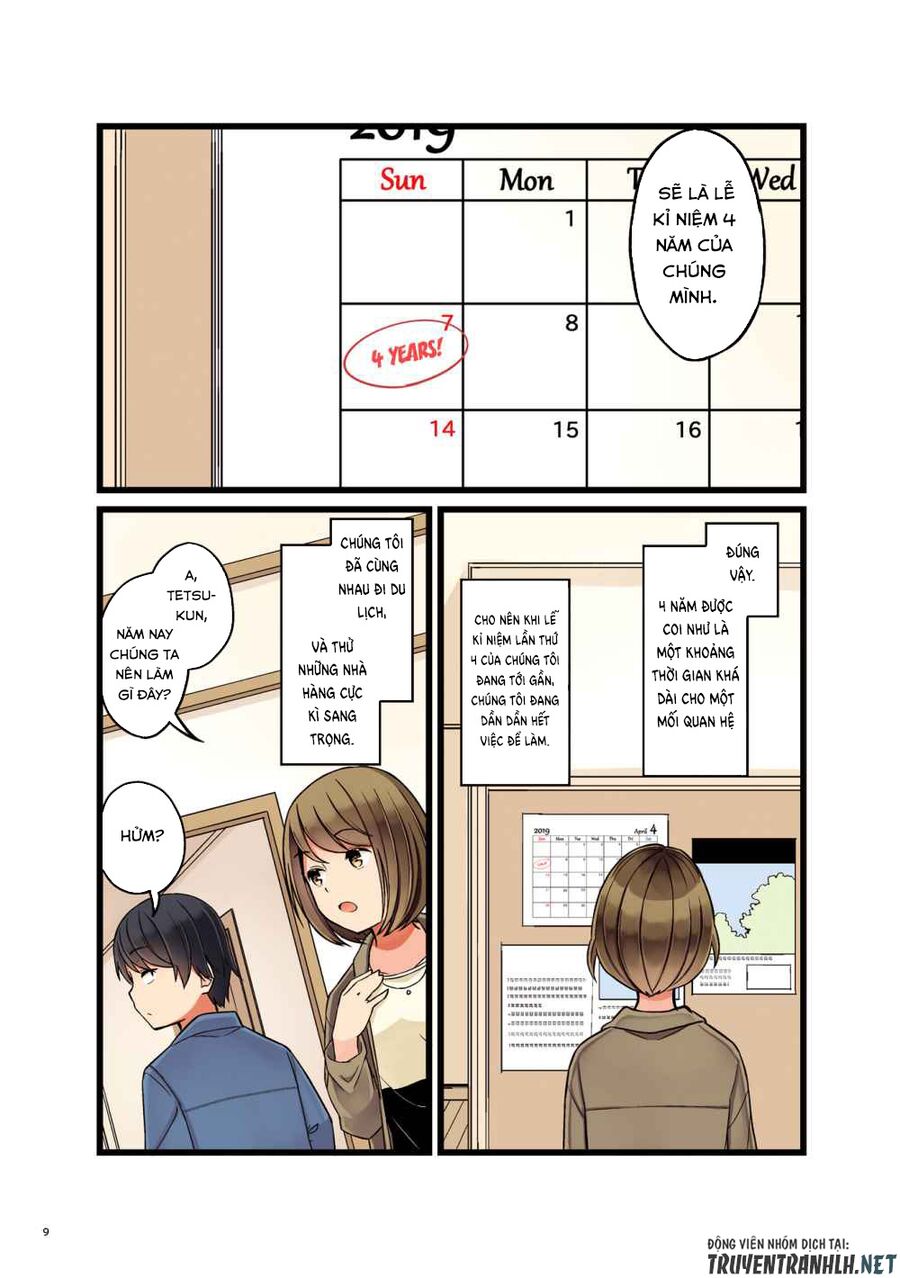 2019
Sun
Mon
Wed
1
7
8
4 YEARS!
14
15
16
SẼ LÀ LỄ
KỈ NIỆM 4
NĂM CỦA
CHÚNG
MÌNH.
ĐÚNG
VẬY.
4 NĂM ĐƯỢC
COI NHƯ LÀ
MỘT KHOẢNG
THỜI GIAN KHÁ
DÀI CHO MỘT
MỐI QUAN HỆ
CHO NÊN KHI LỄ
KỈ NIỆM LẦN THỨ
4 CỦA CHÚNG TÔI
ĐANG TỚI GẦN,
CHÚNG TÔI ĐANG
DẦN DẦN HẾT
VIỆC ĐỂ LÀM.
2019
April 4
CHÚNG TÔI
ĐÃ CÙNG
NHAU ĐI DU
LỊCH,
VÀ THỬ
NHỮNG NHÀ
HÀNG CỰC
KÌ SANG
TRỌNG.
A,
TETSU-
KUN,
NĂM NAY
CHÚNG TA
NÊN LÀM
GÌ ĐÂY?
HỬM?
9
ĐỘNG VIÊN NHÓM DỊCH TẠI:
TRUYENTRANHLH.NET